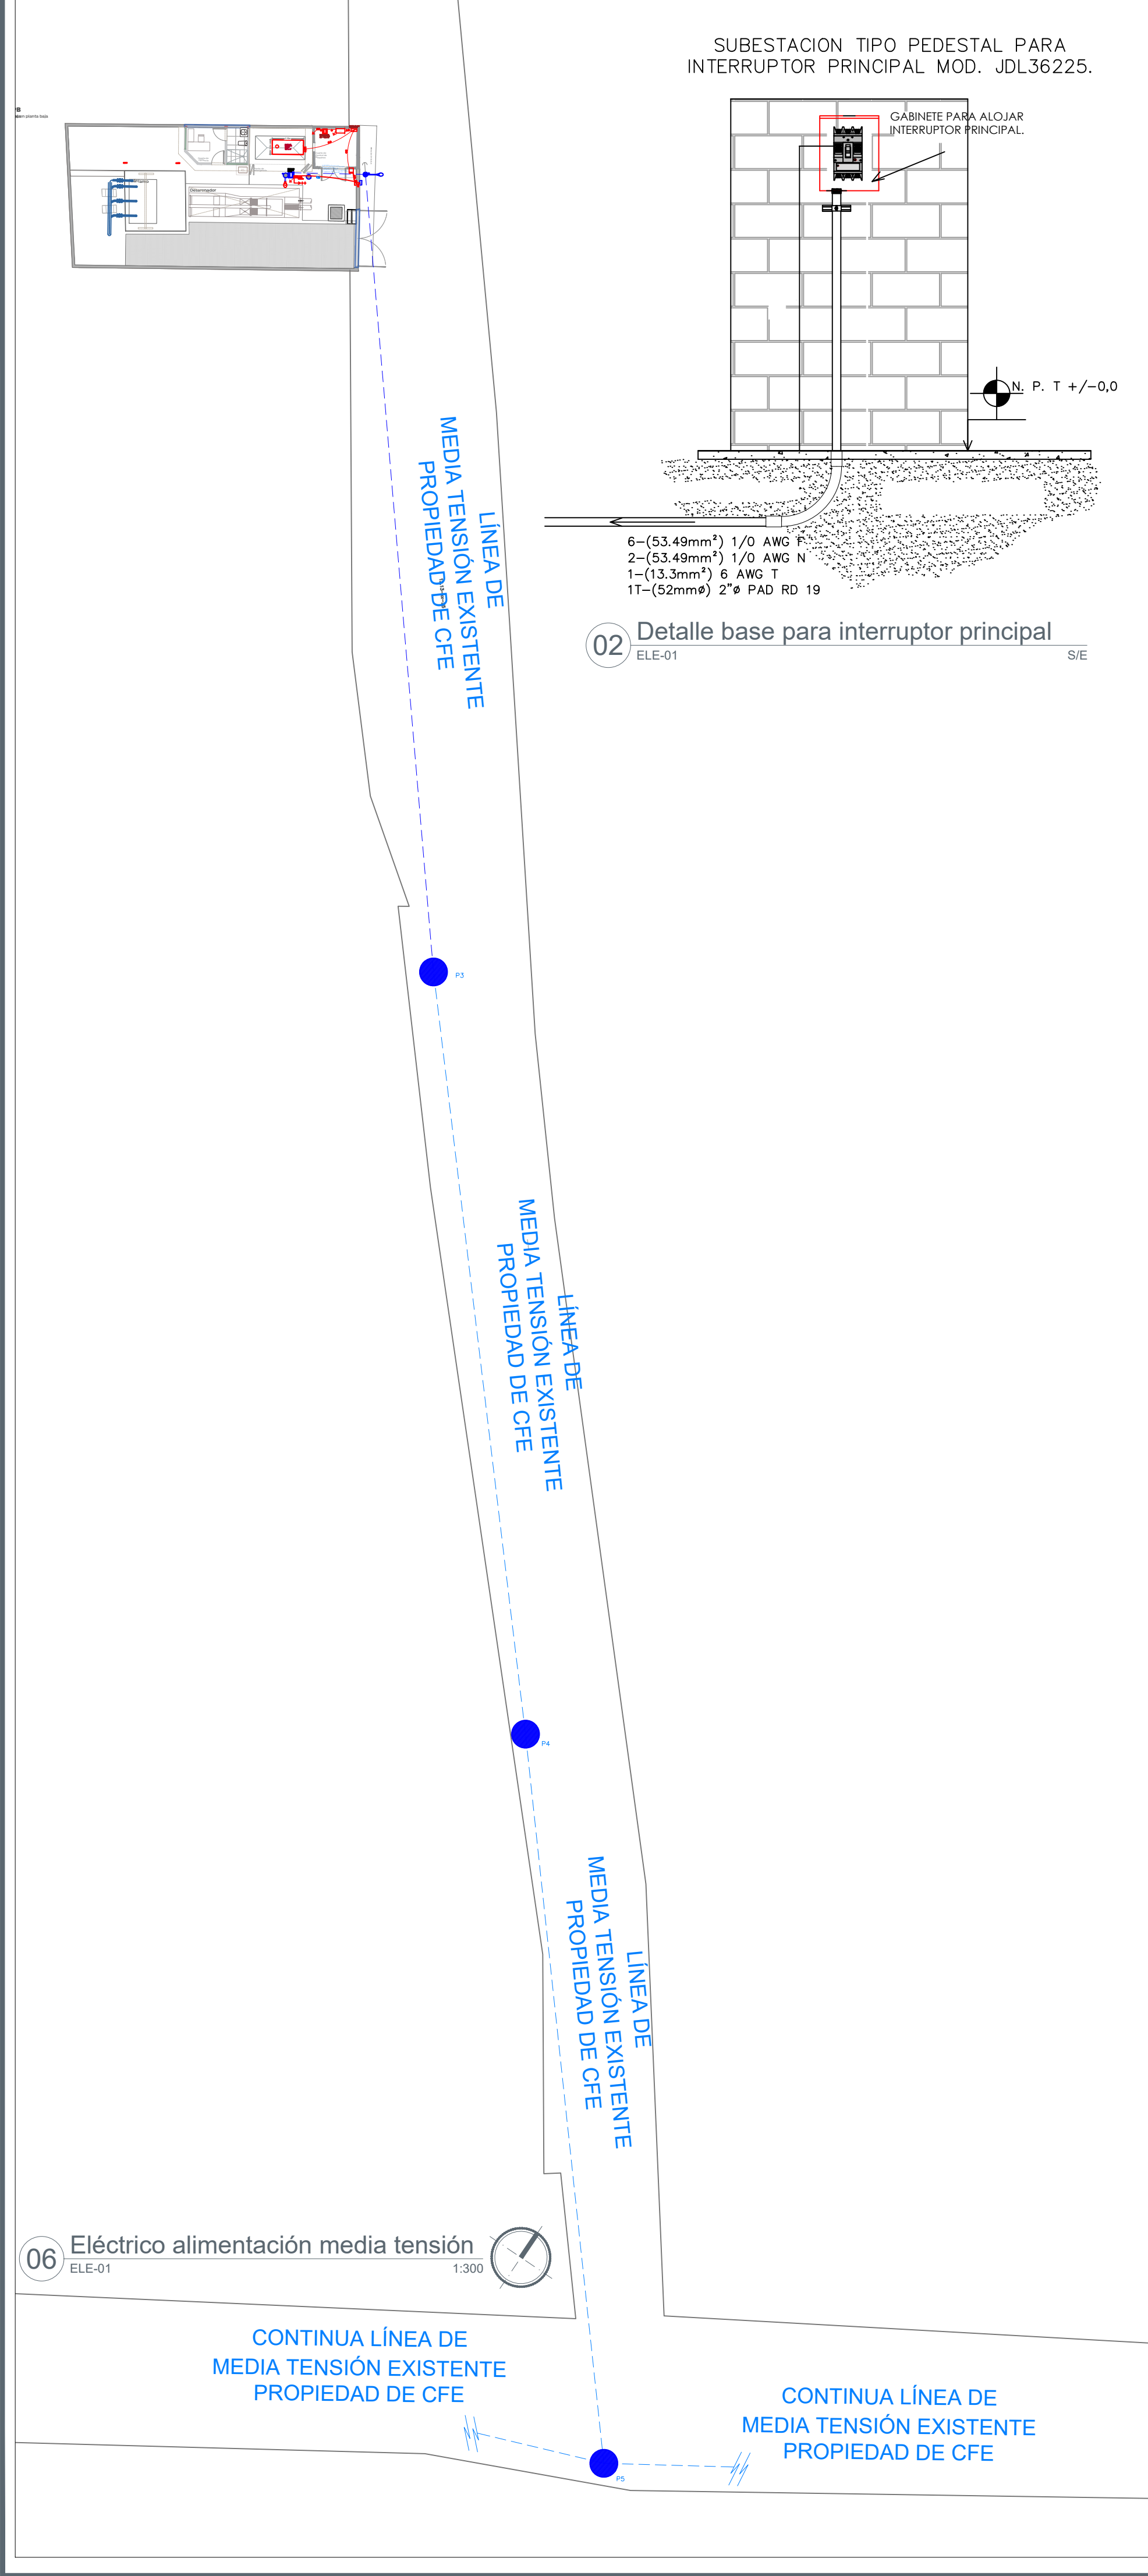 SUBESTACION TIPO PEDESTAL PARA
INTERRUPTOR PRINCIPAL MOD. JDL36225.
GABINETE PARA ALOJAR
INTERRUPTOR PRINCIPAL.
N. P. T +/-0,0
6-(53.49mm²) 1/0 AWG F
2-(53.49mm²) 1/0 AWG N
1-(13.3mm²) 6 AWG T
1T-(52mmø) 2"ø PAD RD 19
02
Detalle base para interruptor principal
ELE-01
S/E
Desarenador
LÍNEA DE
MEDIA TENSIÓN EXISTENTE
PROPIEDAD DE CFE
P3
LÍNEA DE
MEDIA TENSIÓN EXISTENTE
PROPIEDAD DE CFE
P4
LÍNEA DE
MEDIA TENSIÓN EXISTENTE
PROPIEDAD DE CFE
06
Eléctrico alimentación media tensión
ELE-01
1:300
CONTINUA LÍNEA DE
MEDIA TENSIÓN EXISTENTE
PROPIEDAD DE CFE
CONTINUA LÍNEA DE
MEDIA TENSIÓN EXISTENTE
PROPIEDAD DE CFE
P5